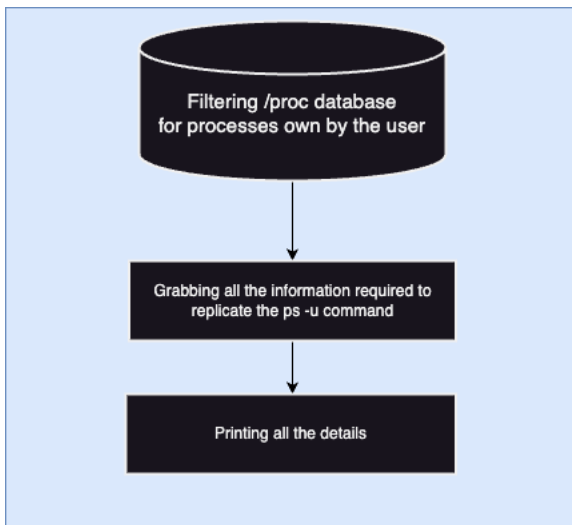 Filtering /proc database
for processes own by the user
Grabbing all the information required to
replicate the ps -u command
Printing all the details